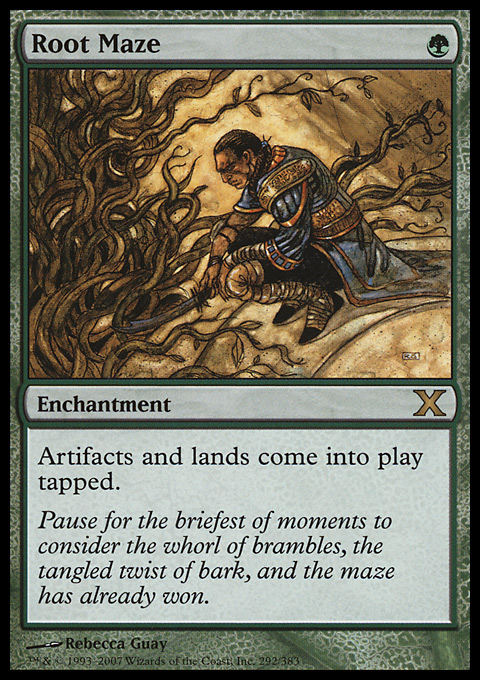 Root Maze
Enchantment
Artifacts and lands come into play
tapped.
Pause for the briefest of moments to
consider the whorl of brambles, the
tangled twist of bark, and the maze
has already won.
Rebecca Guay
™ & © 1993–2007 Wizards of the Coast, Inc. 292/383